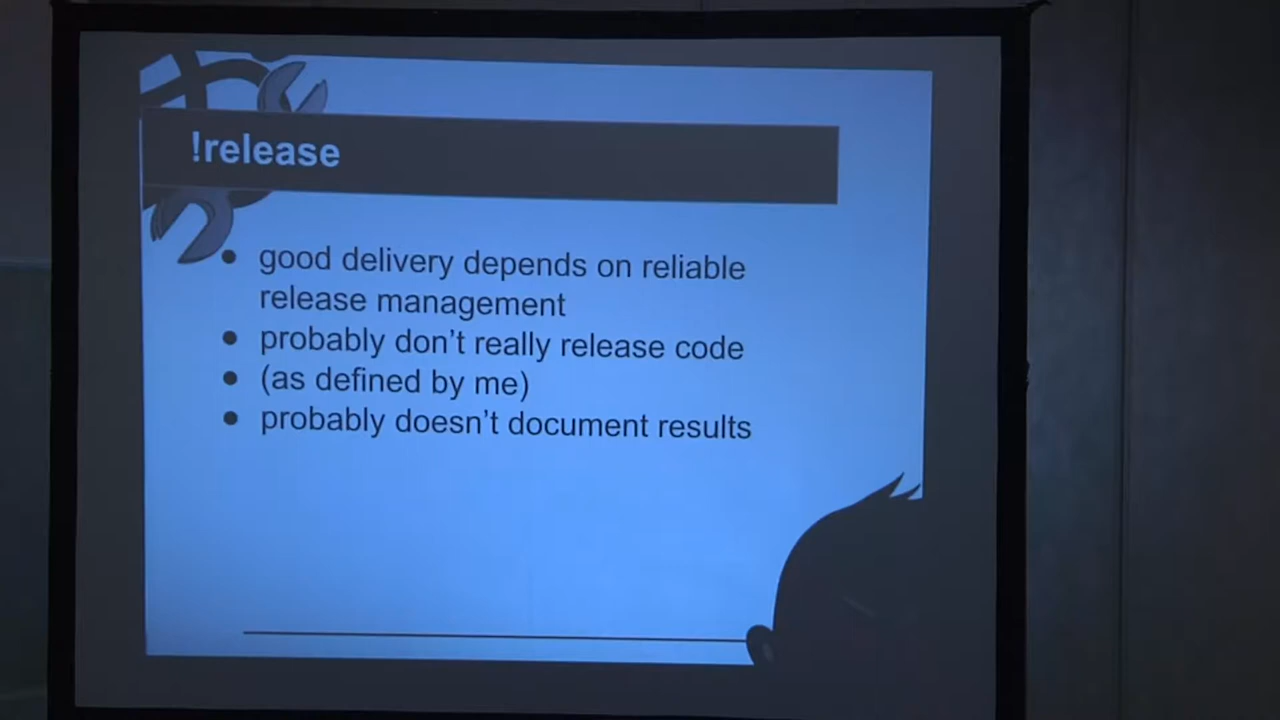 !release
• good delivery depends on reliable
release management
• probably don't really release code
• (as defined by me)
• probably doesn't document results